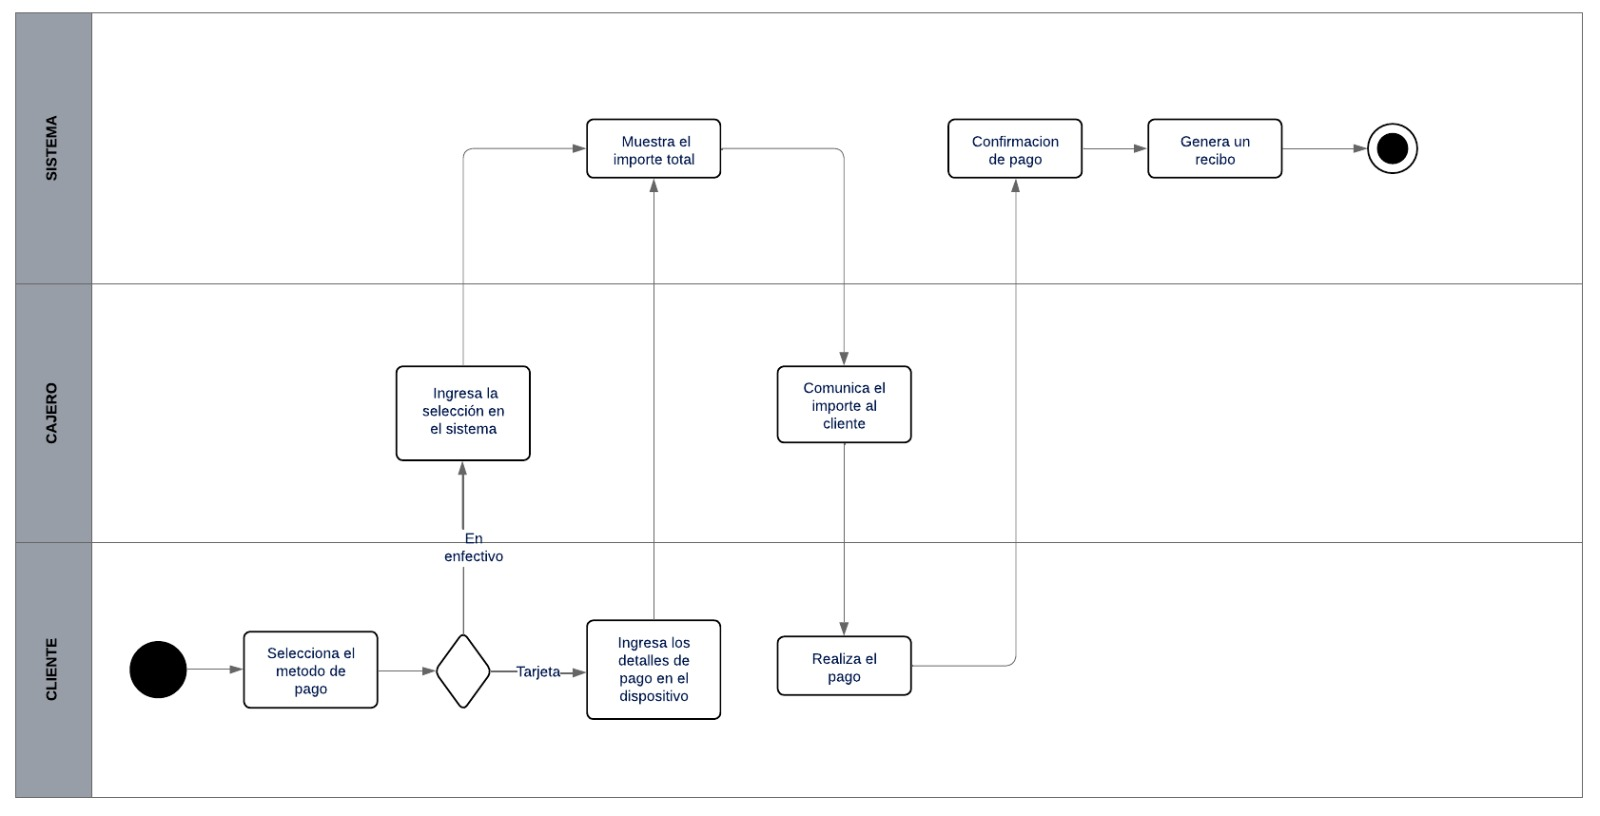 SISTEMA
Muestra el
importe total
Confirmacion
de pago
Genera un
recibo
CAJERO
Ingresa la
selección en
el sistema
Comunica el
importe al
cliente
En
enfectivo
CLIENTE
Selecciona el
metodo de
pago
Tarjeta
Ingresa los
detalles de
pago en el
dispositivo
Realiza el
pago